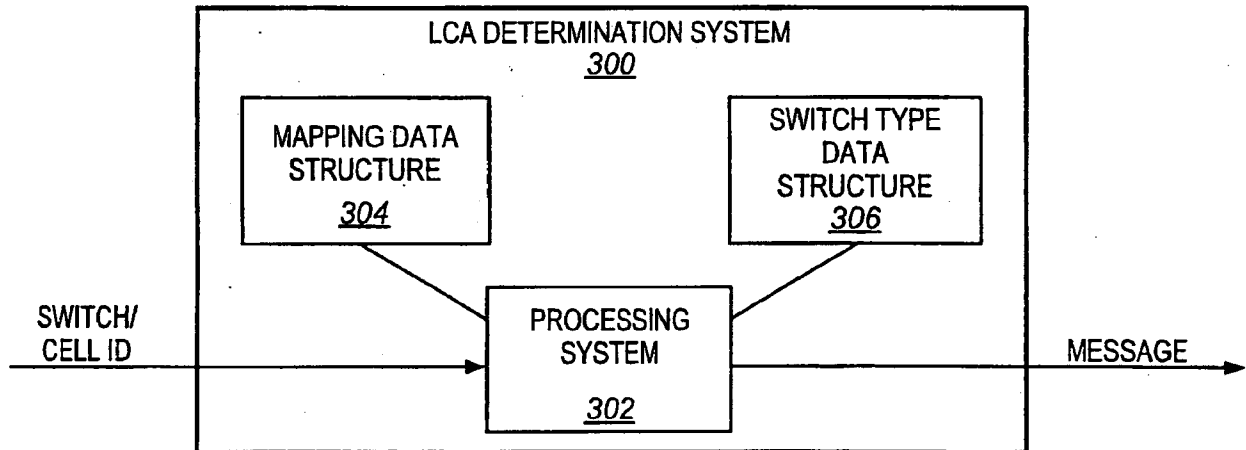 LCA DETERMINATION SYSTEM
300
MAPPING DATA
STRUCTURE
304
SWITCH TYPE
DATA
STRUCTURE
306
SWITCH/
CELL ID
PROCESSING
SYSTEM
302
MESSAGE